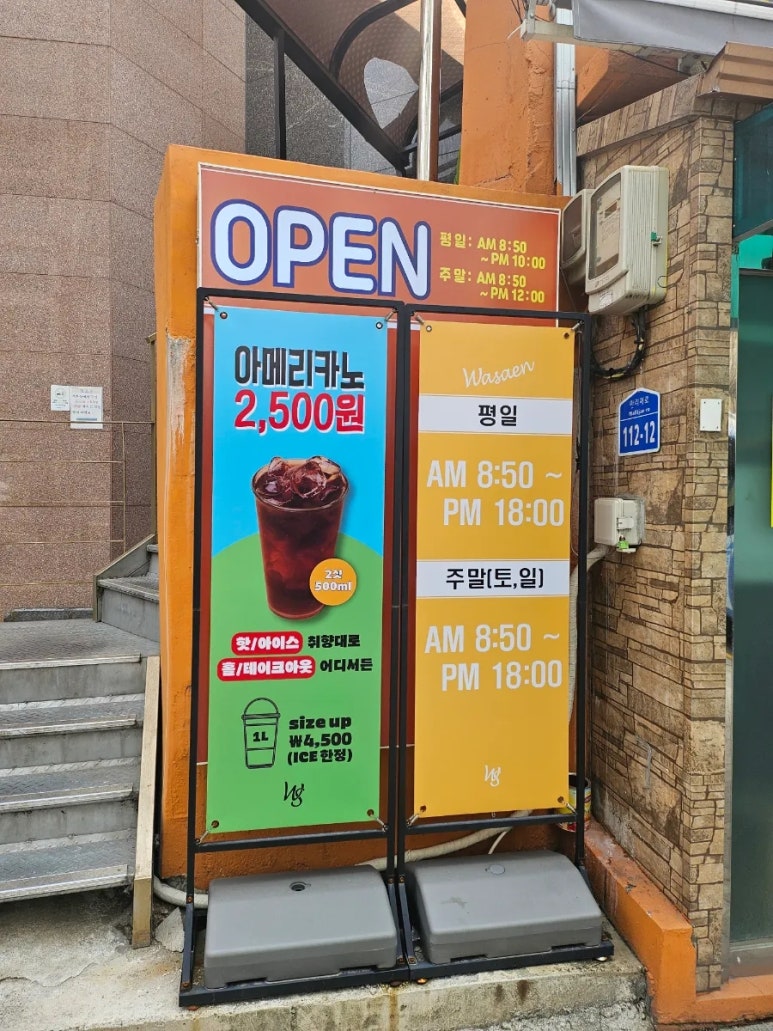 OPEN
평일: AM 8:50
~ PM 10:00
주말: AM 8:50
~ PM 12:00
아메리카노
2,500원
2샷
500ml
핫/아이스 취향대로
홀/테이크아웃 어디서든
1L
size up
₩4,500
(ICE 한정)
Wasaen
평일
AM 8:50 ~
PM 18:00
주말(토,일)
AM 8:50 ~
PM 18:00
112-12